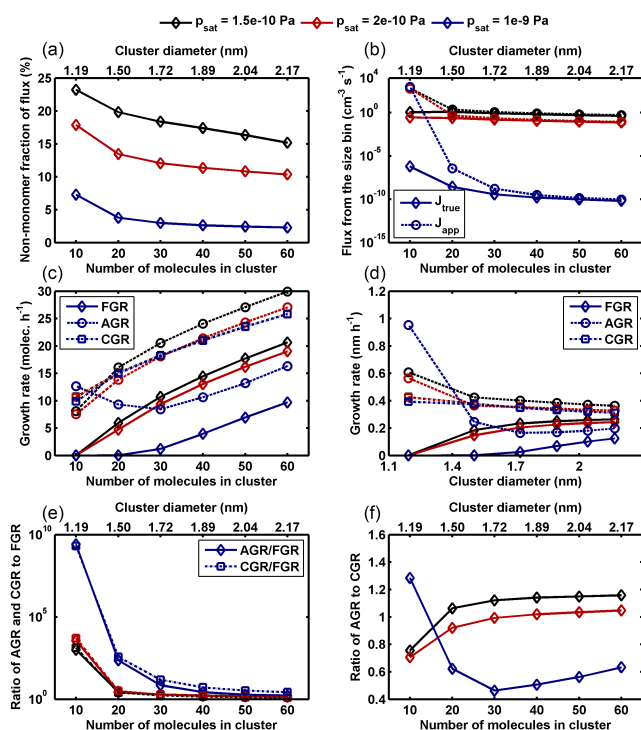 p_sat = 1.5e-10 Pa p_sat = 2e-10 Pa p_sat = 1e-9 Pa
(a)
Cluster diameter (nm)
1.19 1.50 1.72 1.89 2.04 2.17
Non-monomer fraction of flux (%)
25
20
15
10
5
0
10 20 30 40 50 60
Number of molecules in cluster
(b)
Cluster diameter (nm)
1.19 1.50 1.72 1.89 2.04 2.17
Flux from the size bin (cm^-3 s^-1)
10^4
10^0
10^-5
10^-10
10^-15
J_true
J_app
10 20 30 40 50 60
Number of molecules in cluster
(c)
Growth rate (molec. h^-1)
30
25
20
15
10
5
0
FGR
AGR
CGR
10 20 30 40 50 60
Number of molecules in cluster
(d)
Growth rate (nm h^-1)
1.2
1
0.8
0.6
0.4
0.2
0
FGR
AGR
CGR
1.1 1.4 1.7 2
Cluster diameter (nm)
(e)
Cluster diameter (nm)
1.19 1.50 1.72 1.89 2.04 2.17
Ratio of AGR and CGR to FGR
10^10
10^5
10^0
AGR/FGR
CGR/FGR
10 20 30 40 50 60
Number of molecules in cluster
(f)
Cluster diameter (nm)
1.19 1.50 1.72 1.89 2.04 2.17
Ratio of AGR to CGR
1.6
1.4
1.2
1
0.8
0.6
0.4
10 20 30 40 50 60
Number of molecules in cluster